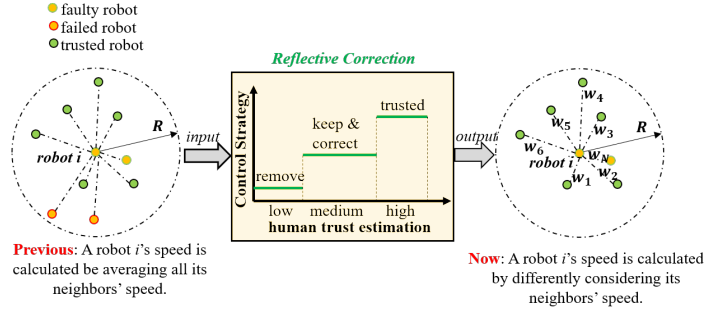 faulty robot
failed robot
trusted robot
R
robot i
Previous: A robot i's speed is
calculated be averaging all its
neighbors' speed.
input
Reflective Correction
Control Strategy
remove
keep &
correct
trusted
low medium high
human trust estimation
output
w4
w5
w3
R
w6
robot i
wN
w2
w1
Now: A robot i's speed is calculated
by differently considering its
neighbors' speed.